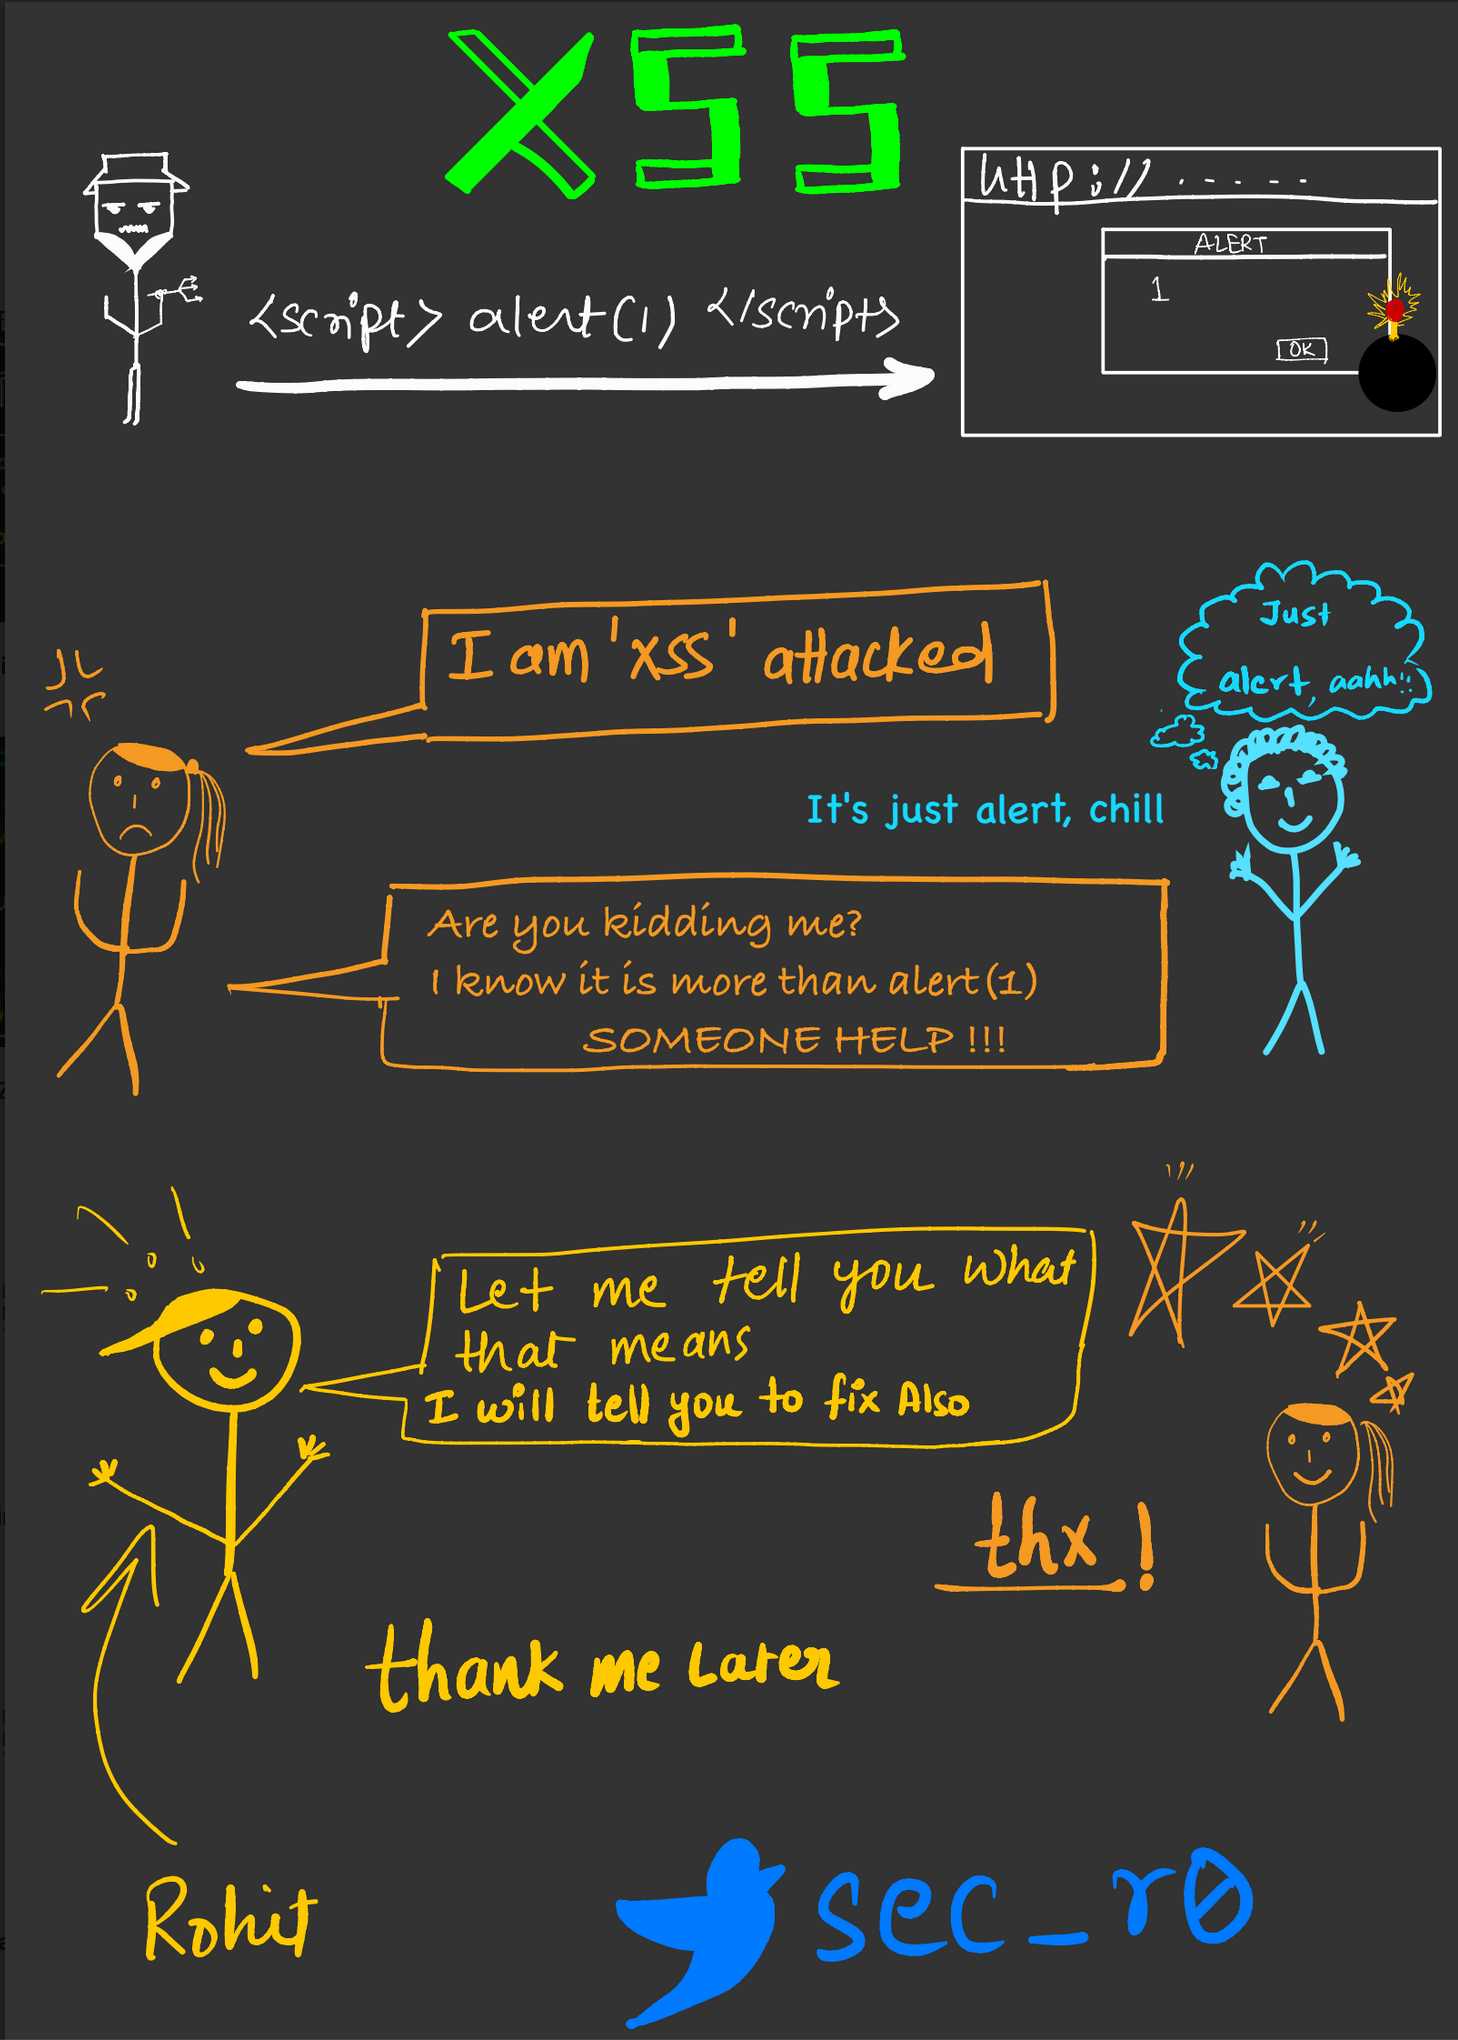 XSS
http://.----
ALERT
1
OK
<script> alert(1) </script>
I am 'XSS' attacked
Just
alert, aahh!!
It's just alert, chill
Are you kidding me?
I know it is more than alert(1)
SOMEONE HELP !!!
Let me tell you what
that means
I will tell you to fix Also
thx!
thank me Later
Rohit
sec_r0